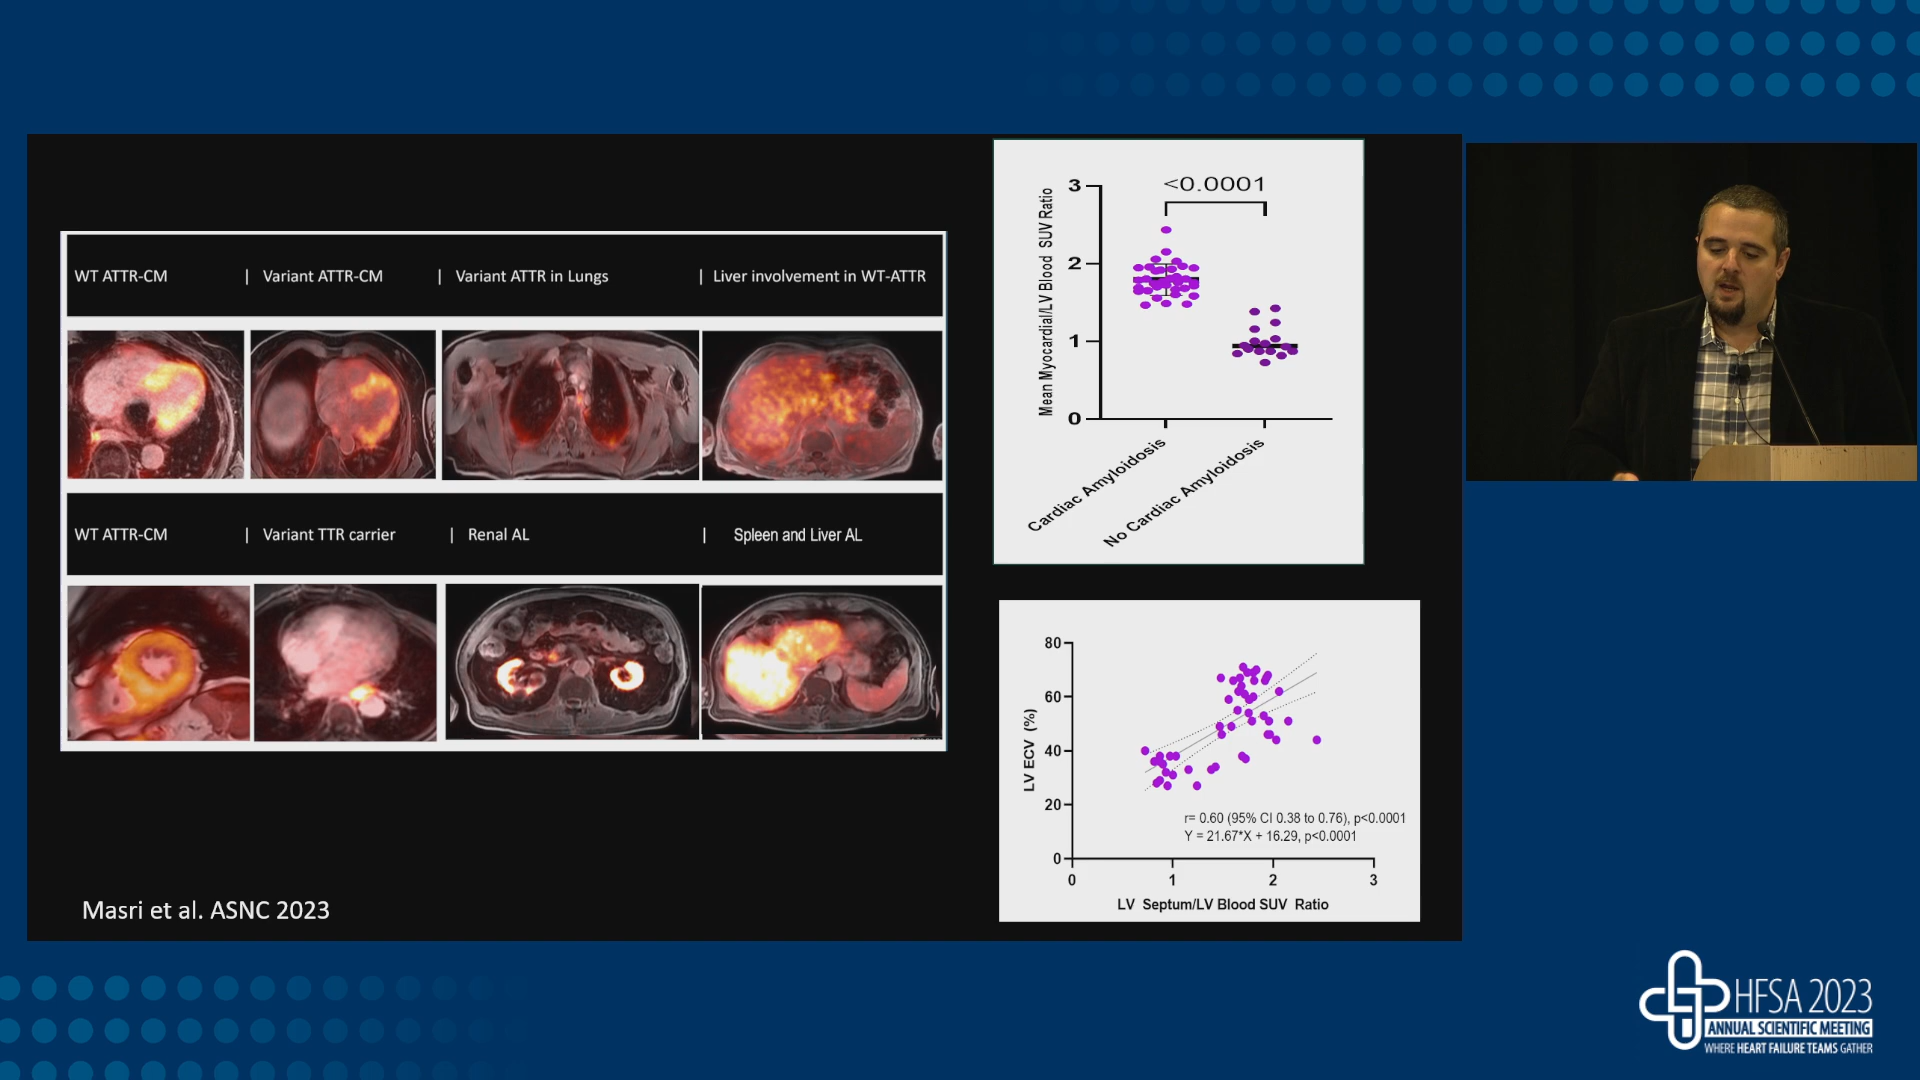 WT ATTR-CM | Variant ATTR-CM | Variant ATTR in Lungs | Liver involvement in WT-ATTR
WT ATTR-CM | Variant TTR carrier | Renal AL | Spleen and Liver AL
Masri et al. ASNC 2023
<0.0001
Mean Myocardial/LV Blood SUV Ratio
3
2
1
0
Cardiac Amyloidosis
No Cardiac Amyloidosis
LV ECV (%)
80
60
40
20
0
r= 0.60 (95% CI 0.38 to 0.76), p<0.0001
Y = 21.67*X + 16.29, p<0.0001
0 1 2 3
LV Septum/LV Blood SUV Ratio
HFSA 2023
ANNUAL SCIENTIFIC MEETING
WHERE HEART FAILURE TEAMS GATHER